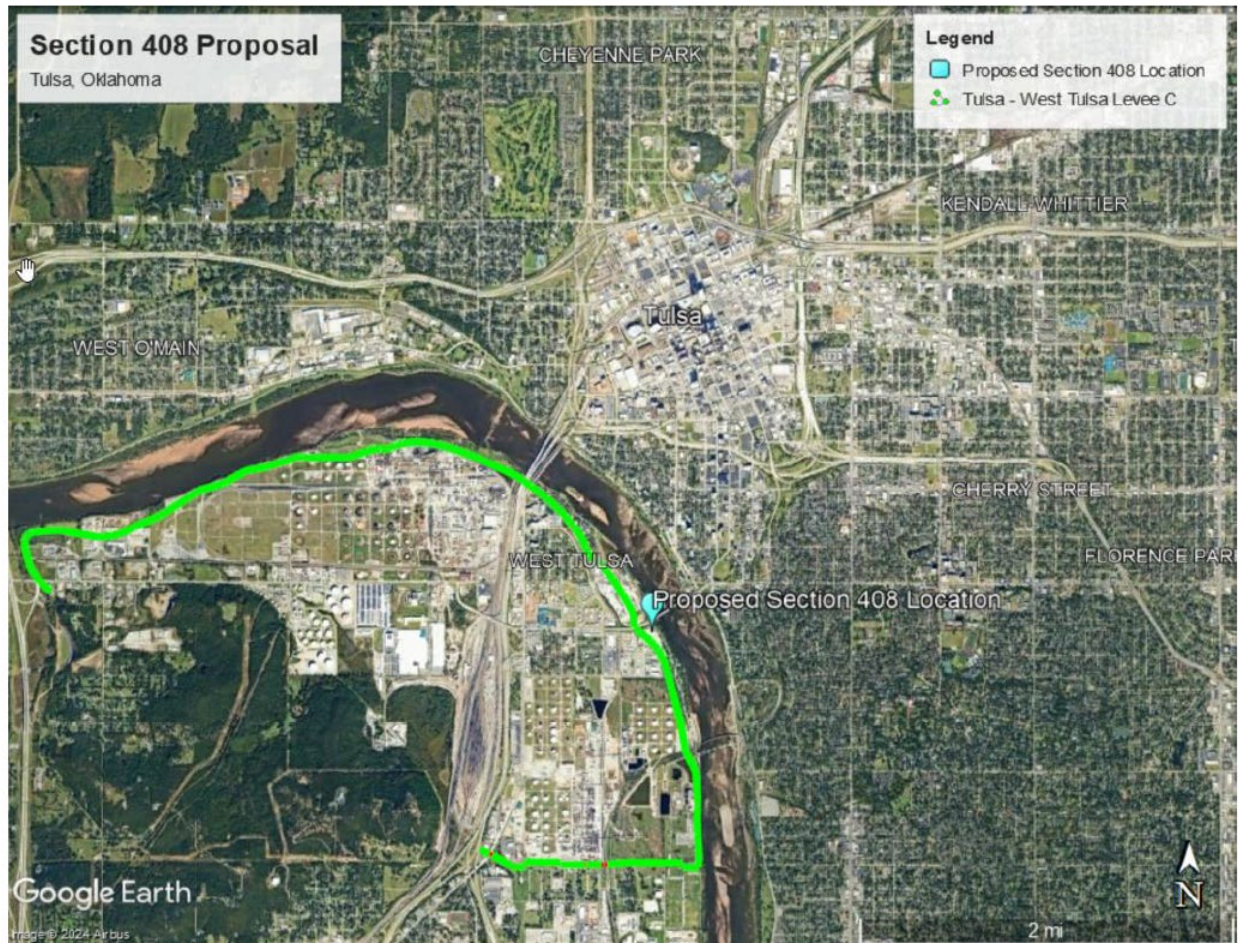 Section 408 Proposal
Tulsa, Oklahoma
Legend
Proposed Section 408 Location
Tulsa - West Tulsa Levee C
CHEYENNE PARK
KENDALL-WHITTIER
Tulsa
WEST O'MAIN
CHERRY STREET
WEST TULSA
FLORENCE PARK
Proposed Section 408 Location
Google Earth
Image © 2024 Airbus
N
2 mi